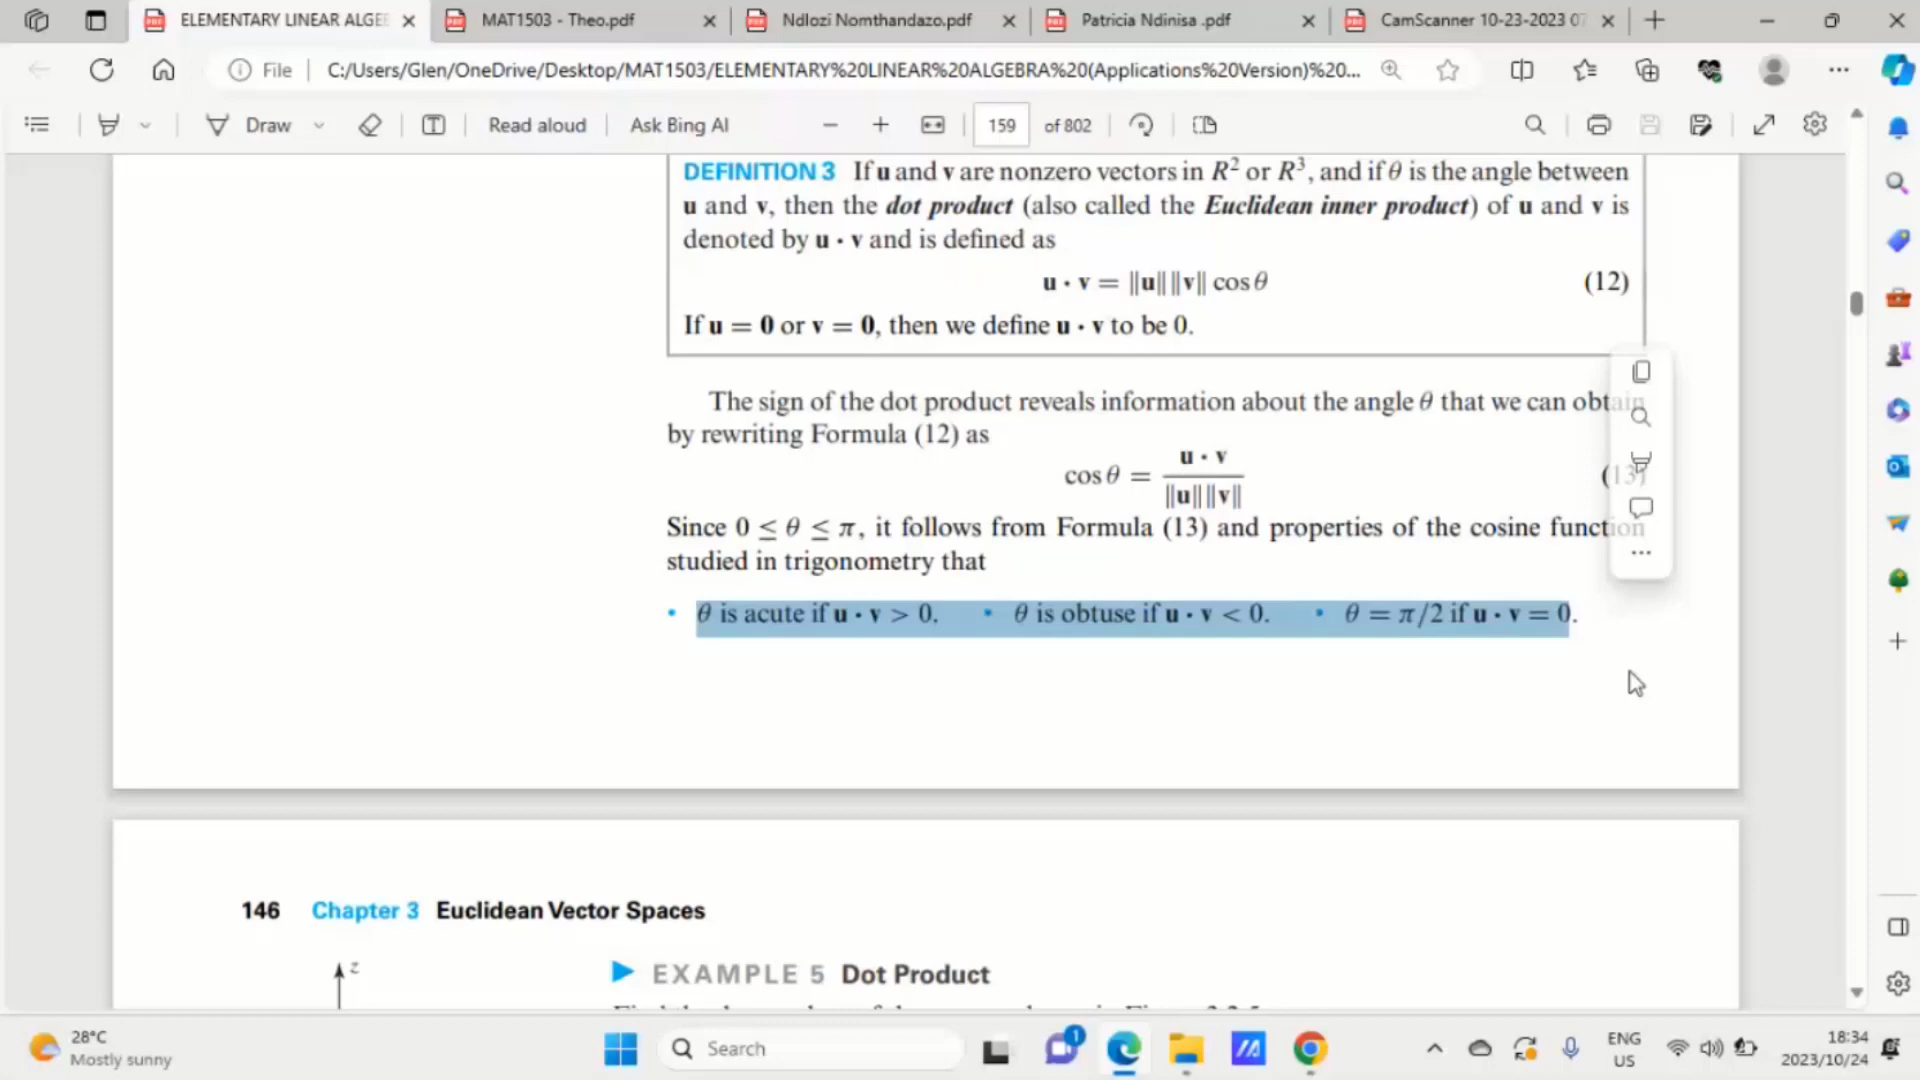 ELEMENTARY LINEAR ALGEB
MAT1503 - Theo.pdf
Ndlozi Nomthandazo.pdf
Patricia Ndinisa .pdf
CamScanner 10-23-2023 07
File
C:/Users/Glen/OneDrive/Desktop/MAT1503/ELEMENTARY%20LINEAR%20ALGEBRA%20(Applications%20Version)%20...
Draw
Read aloud
Ask Bing AI
159 of 802
DEFINITION 3 If u and v are nonzero vectors in R² or R³, and if θ is the angle between
u and v, then the dot product (also called the Euclidean inner product) of u and v is
denoted by u · v and is defined as
u · v = ‖u‖‖v‖ cos θ (12)
If u = 0 or v = 0, then we define u · v to be 0.
The sign of the dot product reveals information about the angle θ that we can obtain
by rewriting Formula (12) as
cos θ = u · v / ‖u‖‖v‖ (13)
Since 0 ≤ θ ≤ π, it follows from Formula (13) and properties of the cosine function
studied in trigonometry that
• θ is acute if u · v > 0. • θ is obtuse if u · v < 0. • θ = π/2 if u · v = 0.
146 Chapter 3 Euclidean Vector Spaces
z
EXAMPLE 5 Dot Product
28°C
Mostly sunny
Search
1
ENG
US
18:34
2023/10/24